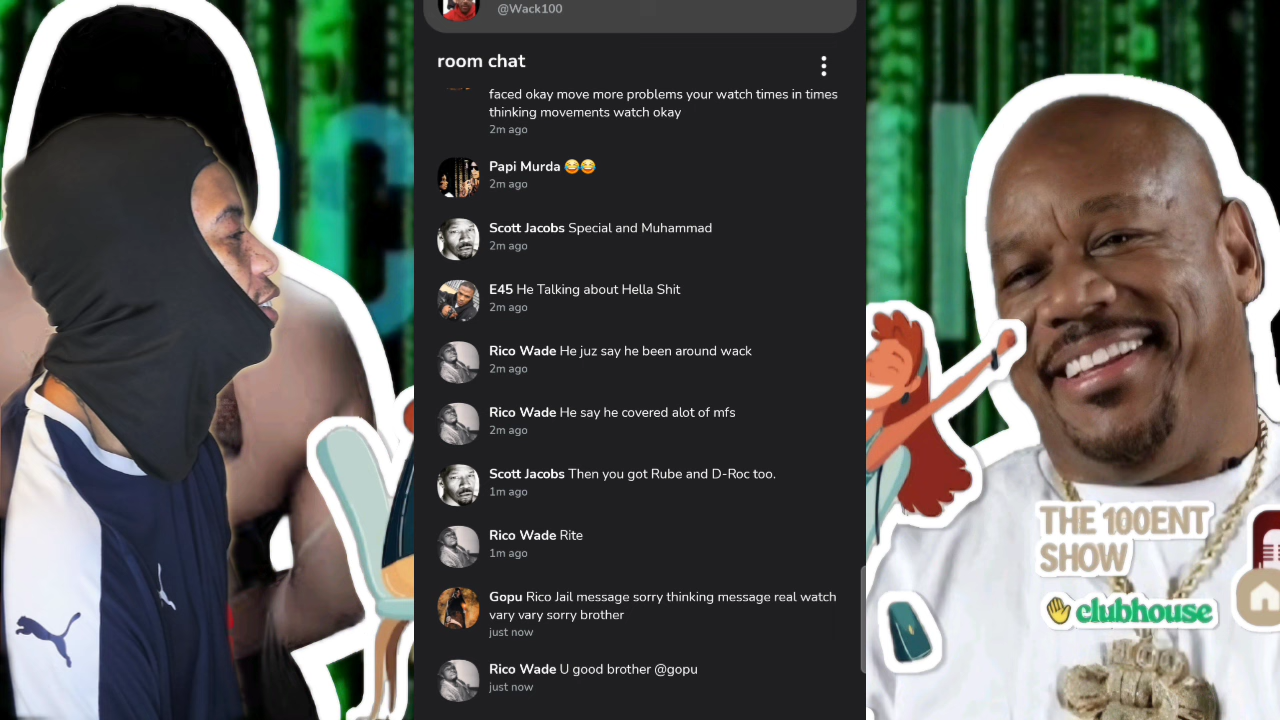 @Wack100
room chat
faced okay move more problems your watch times in times
thinking movements watch okay
2m ago
Papi Murda 😂😂
2m ago
Scott Jacobs Special and Muhammad
2m ago
E45 He Talking about Hella Shit
2m ago
Rico Wade He juz say he been around wack
2m ago
Rico Wade He say he covered alot of mfs
2m ago
Scott Jacobs Then you got Rube and D-Roc too.
1m ago
Rico Wade Rite
1m ago
Gopu Rico Jail message sorry thinking message real watch
vary vary sorry brother
just now
Rico Wade U good brother @gopu
just now
THE 100ENT
SHOW
👋 clubhouse